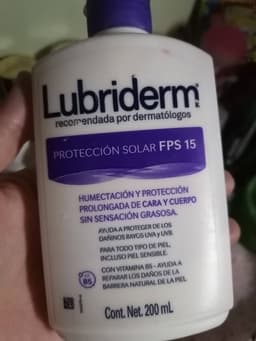 Lubriderm
recomendada por dermatólogos
PROTECCIÓN SOLAR FPS 15
HUMECTACIÓN Y PROTECCIÓN
PROLONGADA DE CARA Y CUERPO
SIN SENSACIÓN GRASOSA.
AYUDA A PROTEGER DE LOS
DAÑINOS RAYOS UVA y UVB.
PARA TODO TIPO DE PIEL,
INCLUSO PIEL SENSIBLE.
B5
CON VITAMINA B5 - AYUDA A
REPARAR LOS DAÑOS DE LA
BARRERA NATURAL DE LA PIEL
Cont. Net. 200 mL